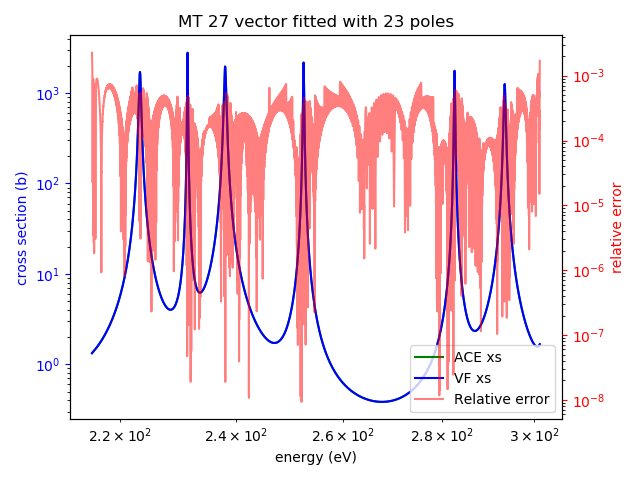 MT 27 vector fitted with 23 poles
cross section (b)
10³
10²
10¹
10⁰
10⁻³
10⁻⁴
10⁻⁵
10⁻⁶
10⁻⁷
10⁻⁸
relative error
ACE xs
VF xs
Relative error
2.2 × 10² 2.4 × 10² 2.6 × 10² 2.8 × 10² 3 × 10²
energy (eV)